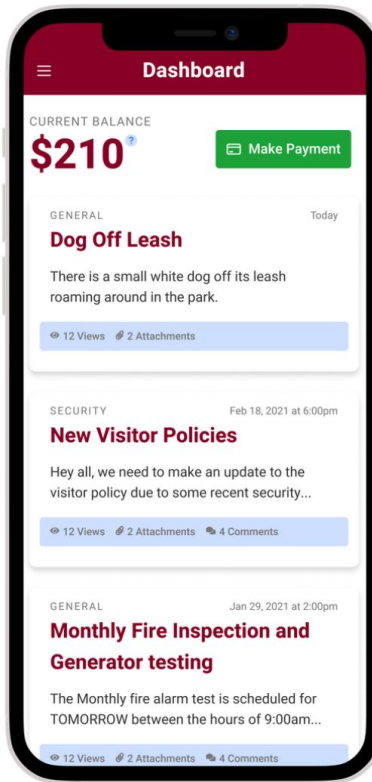 Dashboard
CURRENT BALANCE
$210 ?
Make Payment
GENERAL Today
Dog Off Leash
There is a small white dog off its leash
roaming around in the park.
12 Views 2 Attachments
SECURITY Feb 18, 2021 at 6:00pm
New Visitor Policies
Hey all, we need to make an update to the
visitor policy due to some recent security...
12 Views 2 Attachments 4 Comments
GENERAL Jan 29, 2021 at 2:00pm
Monthly Fire Inspection and
Generator testing
The Monthly fire alarm test is scheduled for
TOMORROW between the hours of 9:00am...
12 Views 2 Attachments 4 Comments